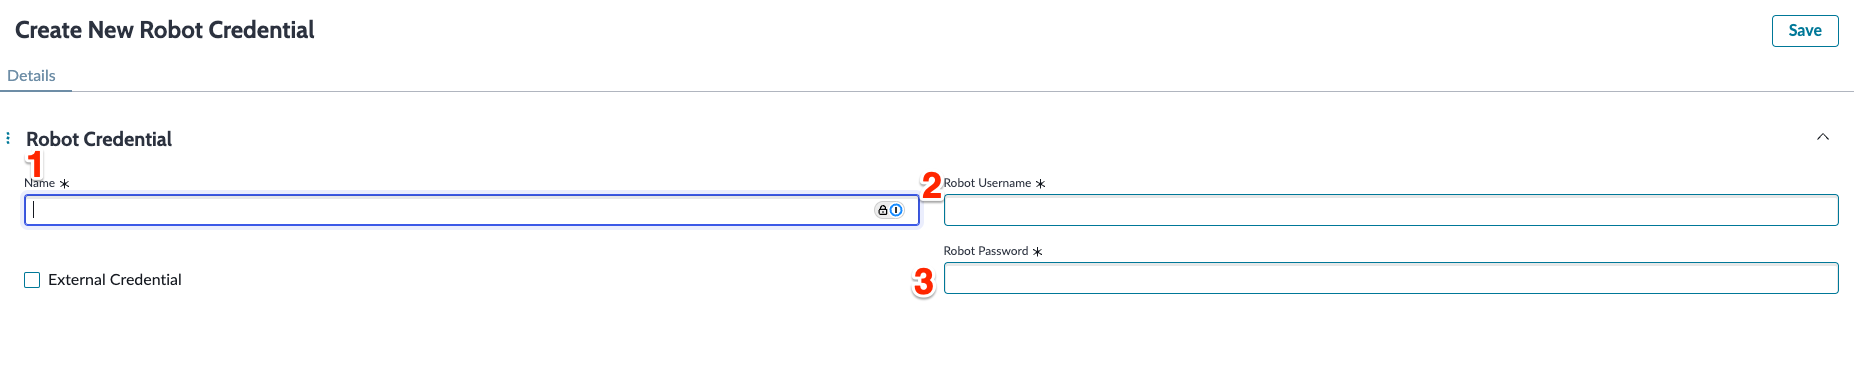 Create New Robot Credential
Save
Details
Robot Credential
1
Name *
2
Robot Username *
External Credential
Robot Password *
3